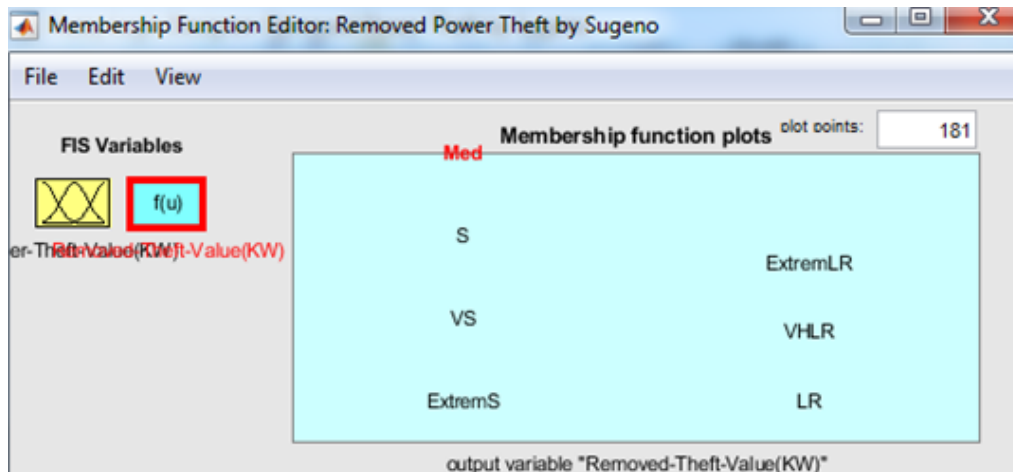 Membership Function Editor: Removed Power Theft by Sugeno
File Edit View
FIS Variables
Membership function plots
plot points:
181
Med
f(u)
S
ExtremLR
VS
VHLR
ExtremS
LR
output variable "Removed-Theft-Value(KW)"